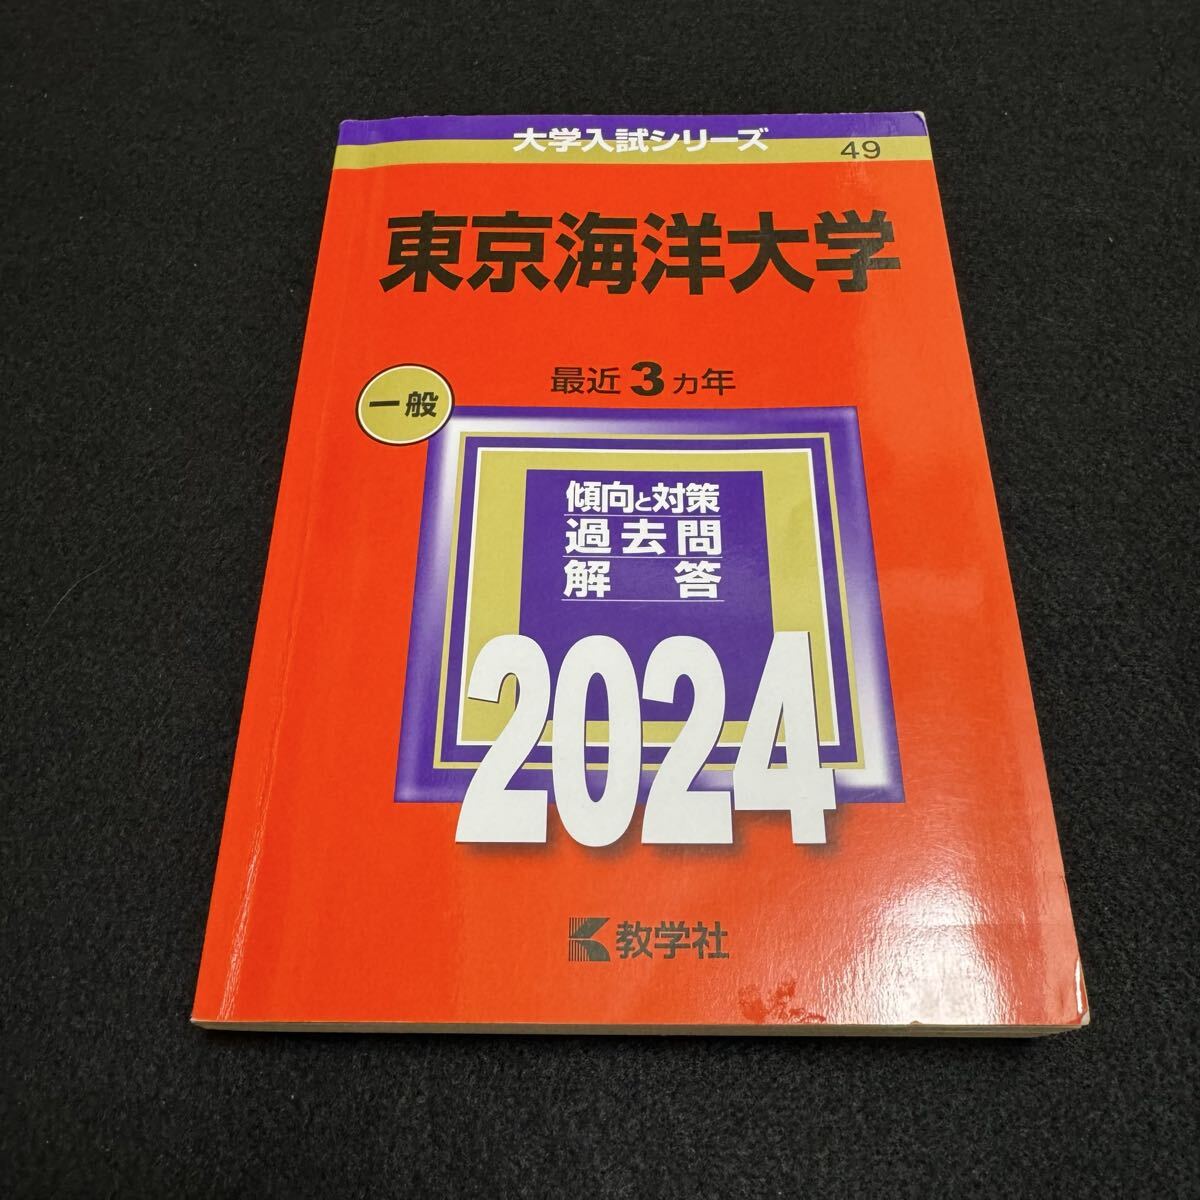 大学入試シリーズ
49
東京海洋大学
最近3ヵ年
一般
傾向と対策
過去問
解答
2024
教学社